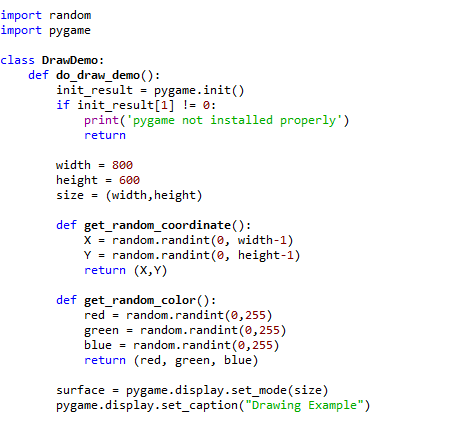 import random
import pygame

class DrawDemo:
    def do_draw_demo():
        init_result = pygame.init()
        if init_result[1] != 0:
            print('pygame not installed properly')
            return

        width = 800
        height = 600
        size = (width,height)

        def get_random_coordinate():
            X = random.randint(0, width-1)
            Y = random.randint(0, height-1)
            return (X,Y)

        def get_random_color():
            red = random.randint(0,255)
            green = random.randint(0,255)
            blue = random.randint(0,255)
            return (red, green, blue)

        surface = pygame.display.set_mode(size)
        pygame.display.set_caption("Drawing Example")